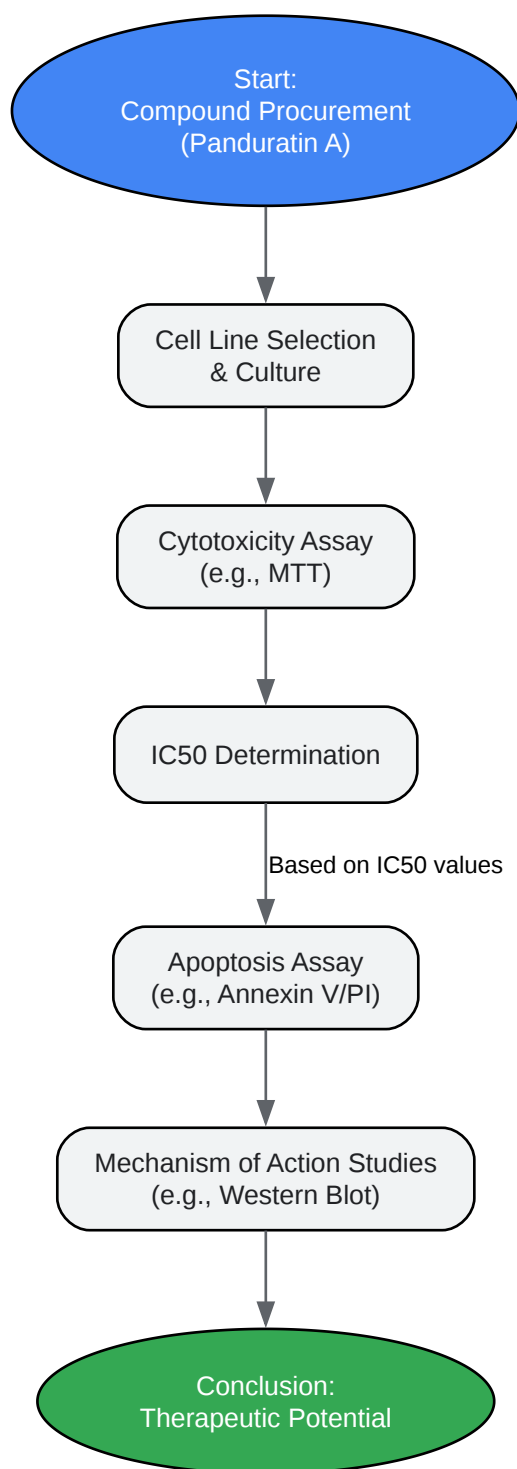 Start:
Compound Procurement
(Panduratin A)
Cell Line Selection
& Culture
Cytotoxicity Assay
(e.g., MTT)
IC50 Determination
Based on IC50 values
Apoptosis Assay
(e.g., Annexin V/PI)
Mechanism of Action Studies
(e.g., Western Blot)
Conclusion:
Therapeutic Potential